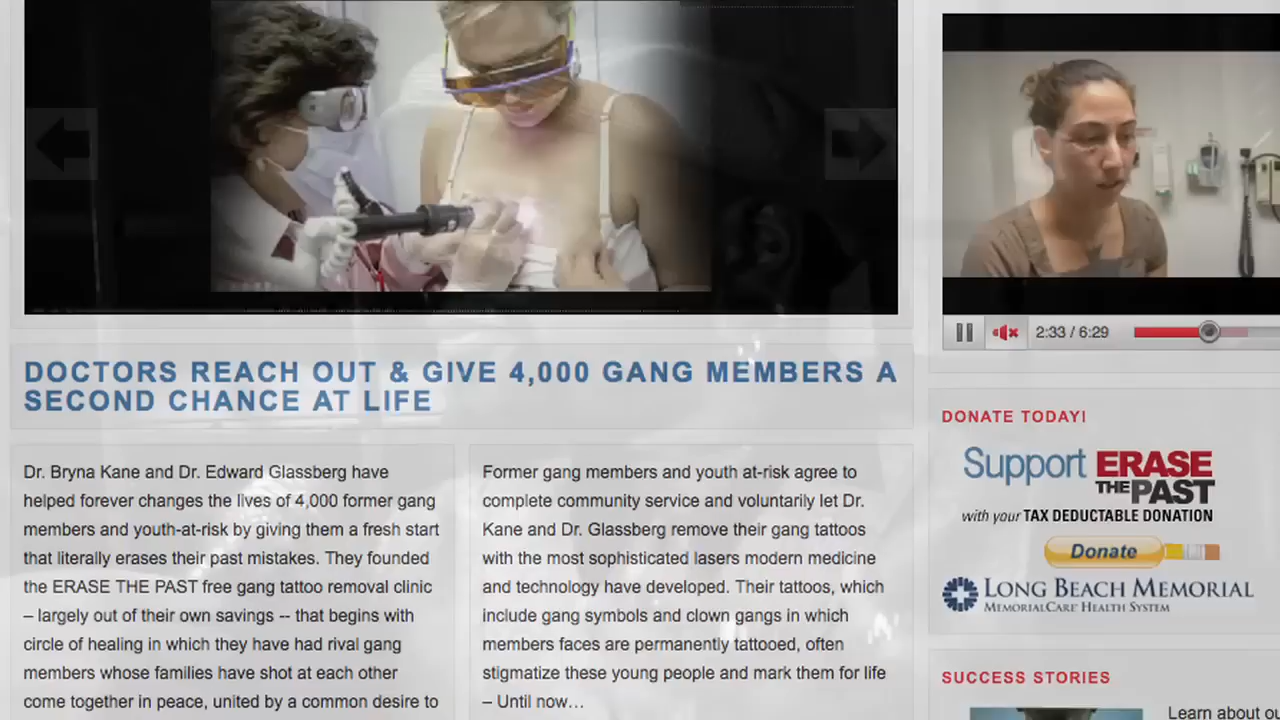 2:33 / 6:29
DOCTORS REACH OUT & GIVE 4,000 GANG MEMBERS A
SECOND CHANCE AT LIFE
Dr. Bryna Kane and Dr. Edward Glassberg have
helped forever changes the lives of 4,000 former gang
members and youth-at-risk by giving them a fresh start
that literally erases their past mistakes. They founded
the ERASE THE PAST free gang tattoo removal clinic
– largely out of their own savings -- that begins with
circle of healing in which they have had rival gang
members whose families have shot at each other
come together in peace, united by a common desire to
Former gang members and youth at-risk agree to
complete community service and voluntarily let Dr.
Kane and Dr. Glassberg remove their gang tattoos
with the most sophisticated lasers modern medicine
and technology have developed. Their tattoos, which
include gang symbols and clown gangs in which
members faces are permanently tattooed, often
stigmatize these young people and mark them for life
– Until now…
DONATE TODAY!
Support ERASE
THE PAST
with your TAX DEDUCTABLE DONATION
Donate
LONG BEACH MEMORIAL
MEMORIALCARE HEALTH SYSTEM
SUCCESS STORIES
Learn about ou